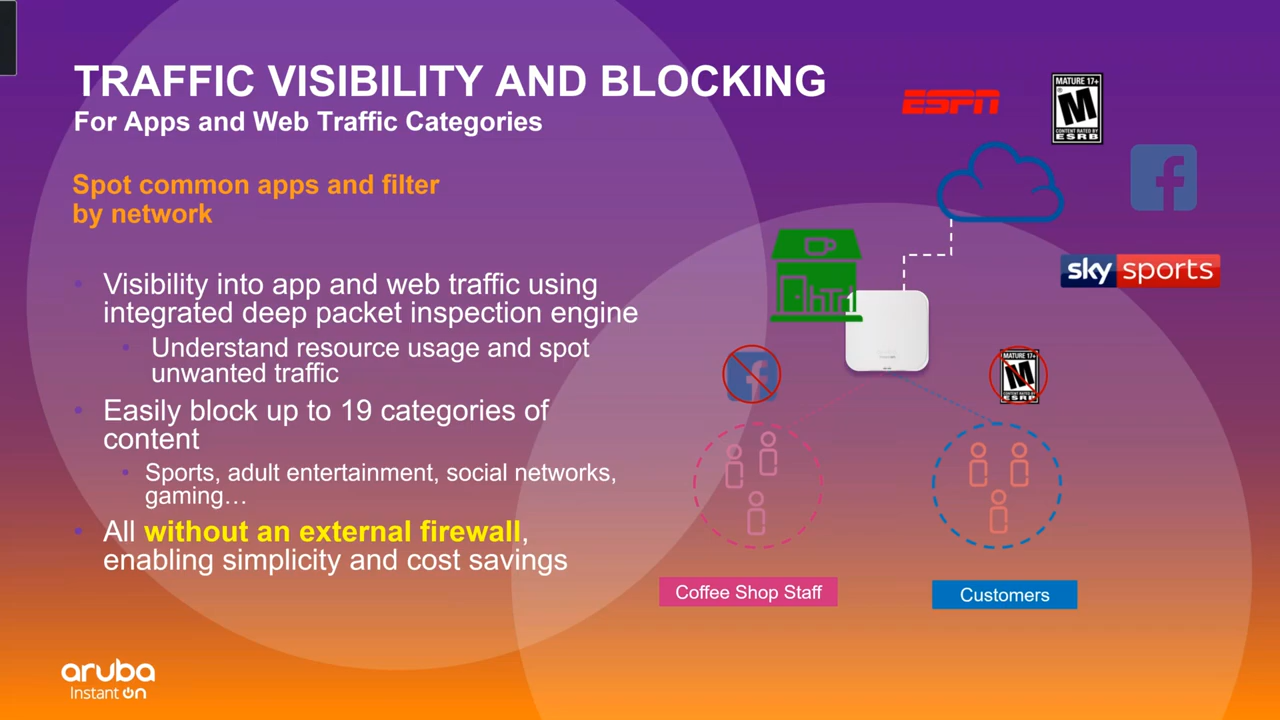 TRAFFIC VISIBILITY AND BLOCKING
For Apps and Web Traffic Categories
Spot common apps and filter
by network
Visibility into app and web traffic using
integrated deep packet inspection engine
Understand resource usage and spot
unwanted traffic
Easily block up to 19 categories of
content
Sports, adult entertainment, social networks,
gaming…
All without an external firewall,
enabling simplicity and cost savings
ESPN
MATURE 17+
M
CONTENT RATED BY
ESRB
f
sky sports
f
MATURE 17+
M
ESRB
Coffee Shop Staff
Customers
aruba
Instant On